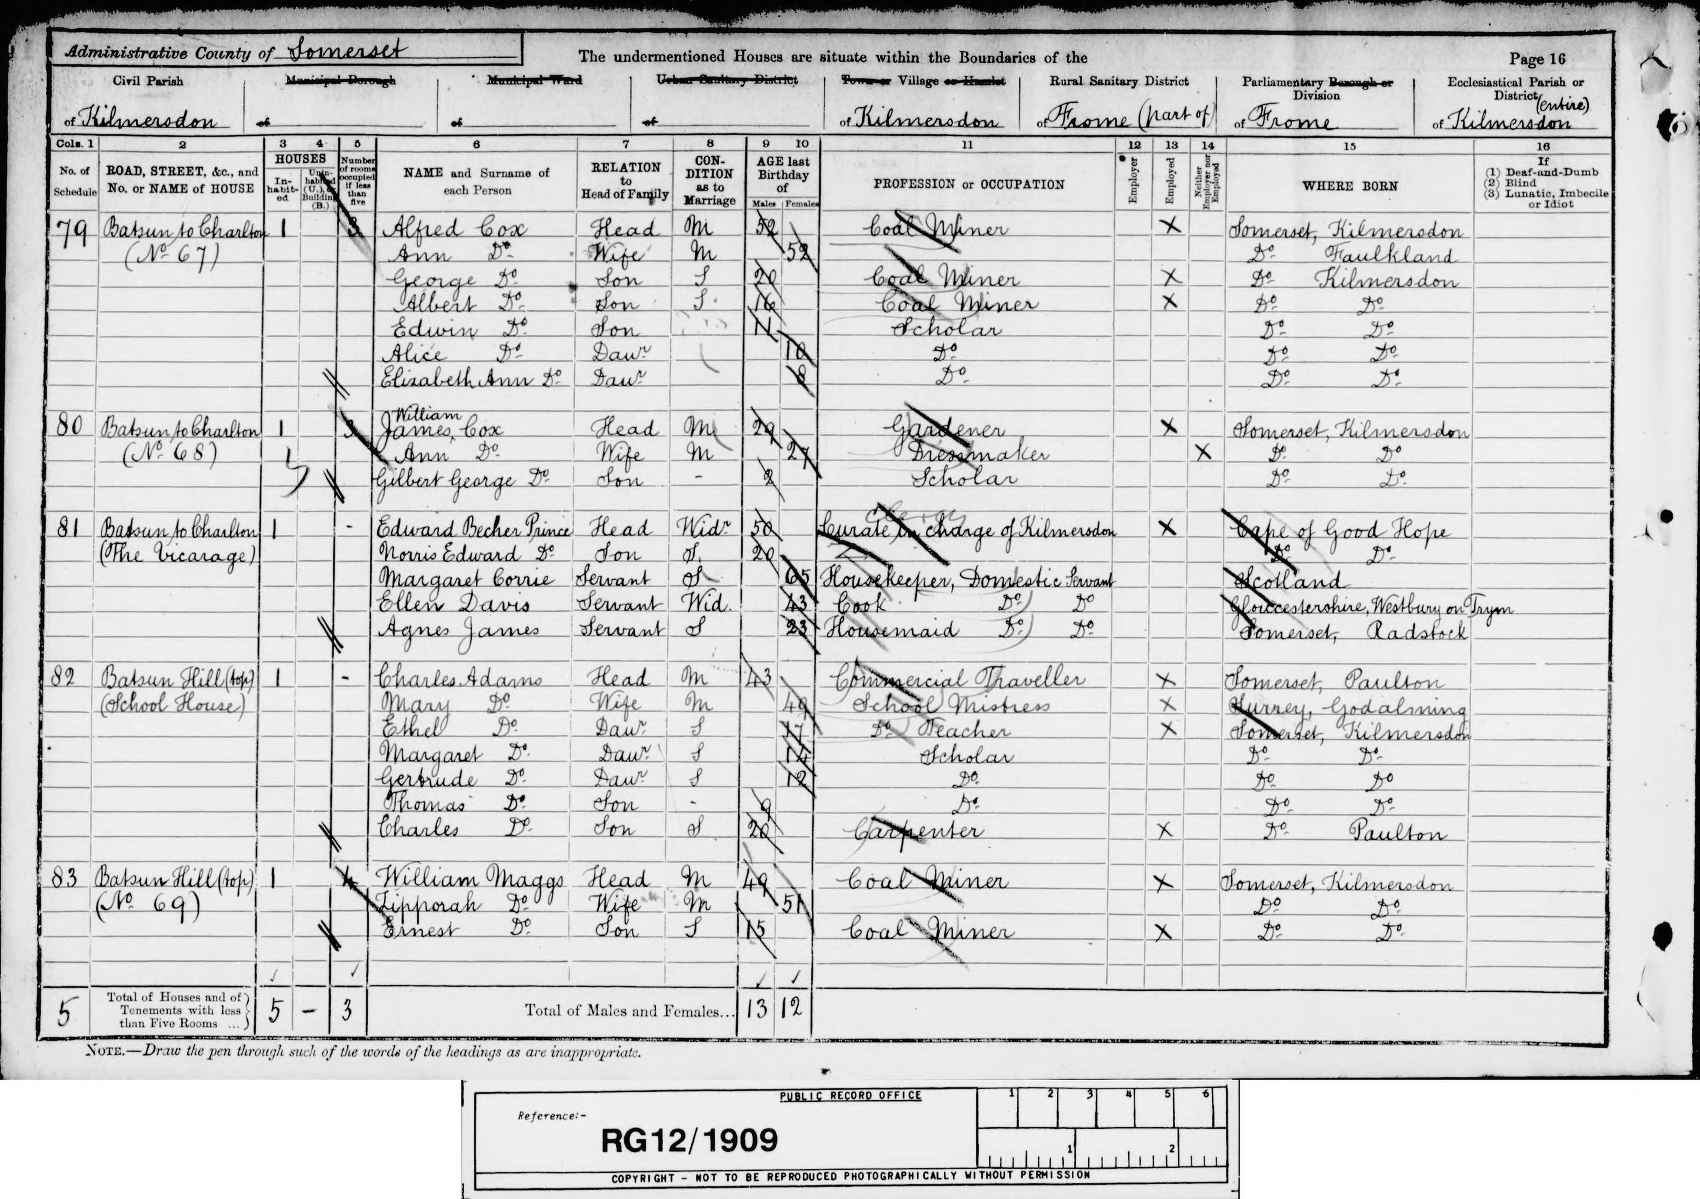 Administrative County of Somerset
The undermentioned Houses are situate within the Boundaries of the
Page 16
Civil Parish of Kilmersdon
Municipal Borough of
Municipal Ward of
Urban Sanitary District of
Town or Village or Hamlet of Kilmersdon
Rural Sanitary District of Frome (part of)
Parliamentary Borough or Division of Frome
Ecclesiastical Parish or District of Kilmersdon (entire)
Cols. 1 2 3 4 5 6 7 8 9 10 11 12 13 14 15 16
No. of Schedule
ROAD, STREET, &c., and No. or NAME of HOUSE
HOUSES
In-habit-ed
Unin-habited (U.), or Building (B.)
Number of rooms occupied if less than five
NAME and Surname of each Person
RELATION to Head of Family
CON-DITION as to Marriage
AGE last Birthday of
Males Females
PROFESSION or OCCUPATION
Employer
Employed
Neither Employer nor Employed
WHERE BORN
If (1) Deaf-and-Dumb (2) Blind (3) Lunatic, Imbecile or Idiot
79 Batsun to Charlton 1 3 Alfred Cox Head M 52 Coal Miner X Somerset, Kilmersdon
(No 67) Ann Do Wife M 52 Do Faulkland
George Do Son S 20 Coal Miner X Do Kilmersdon
Albert Do Son S 16 Coal Miner X Do Do
Edwin Do Son 11 Scholar Do Do
Alice Do Daur 10 Do Do Do
Elizabeth Ann Do Daur 8 Do Do Do
80 Batsun to Charlton 1 3 James William Cox Head M 29 Gardener X Somerset, Kilmersdon
(No 68) Ann Do Wife M 27 Dressmaker X Do Do
Gilbert George Do Son - 2 Scholar Do Do
81 Batsun to Charlton 1 - Edward Becher Prince Head Widr 50 Curate in charge of Kilmersdon X Cape of Good Hope
(The Vicarage) Norris Edward Do Son S 20 Do Do
Margaret Corrie Servant S 65 Housekeeper, Domestic Servant Scotland
Ellen Davis Servant Wid. 43 Cook Do Do Gloucestershire, Westbury on Trym
Agnes James Servant S 23 Housemaid Do Do Somerset, Radstock
82 Batsun Hill (top) 1 - Charles Adams Head M 43 Commercial Traveller X Somerset, Paulton
(School House) Mary Do Wife M 49 School Mistress X Surrey, Godalming
Ethel Do Daur S 17 Do Teacher X Somerset, Kilmersdon
Margaret Do Daur S 14 Scholar Do Do
Gertrude Do Daur S 12 Do Do Do
Thomas Do Son - 9 Do Do Do
Charles Do Son S 20 Carpenter X Do Paulton
83 Batsun Hill (top) 1 4 William Maggs Head M 49 Coal Miner X Somerset, Kilmersdon
(No 69) Zipporah Do Wife M 51 Do Do
Ernest Do Son S 15 Coal Miner X Do Do
5 Total of Houses and of Tenements with less than Five Rooms ... 5 - 3 Total of Males and Females... 13 12
NOTE.—Draw the pen through such of the words of the headings as are inappropriate.
PUBLIC RECORD OFFICE
1 2 3 4 5 6
Reference:-
RG12/1909
1 2
COPYRIGHT - NOT TO BE REPRODUCED PHOTOGRAPHICALLY WITHOUT PERMISSION